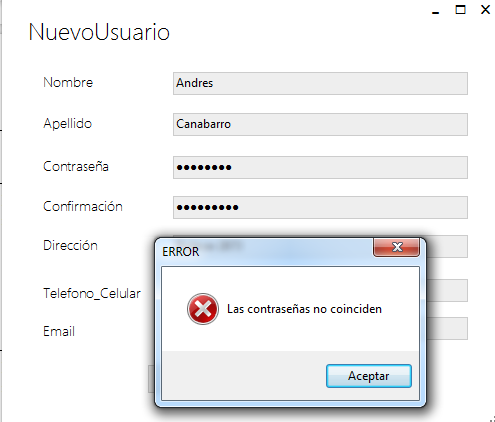 NuevoUsuario
Nombre Andres
Apellido Canabarro
Contraseña ••••••••
Confirmación •••••••••
Dirección
ERROR
Las contraseñas no coinciden
Telefono_Celular
Email
Aceptar